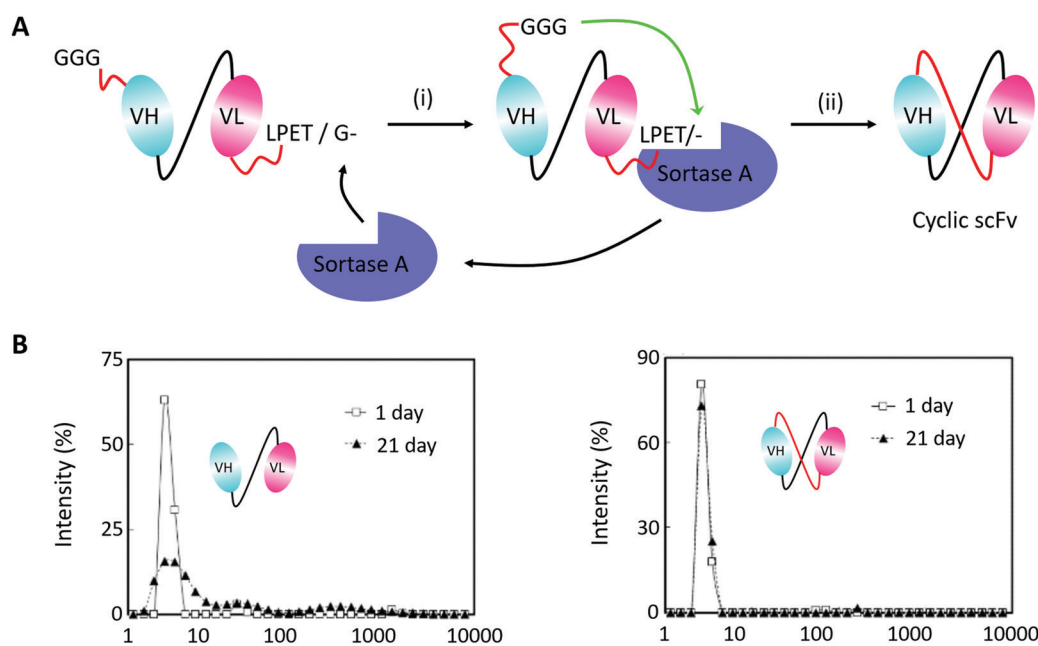 A
GGG
VH
VL
LPET / G-
(i)
Sortase A
GGG
VH
VL
LPET/-
Sortase A
(ii)
VH
VL
Cyclic scFv
B
Intensity (%)
75
50
25
0
1 day
21 day
VH
VL
1
10
100
1000
10000
Intensity (%)
90
60
30
0
1 day
21 day
VH
VL
1
10
100
1000
10000